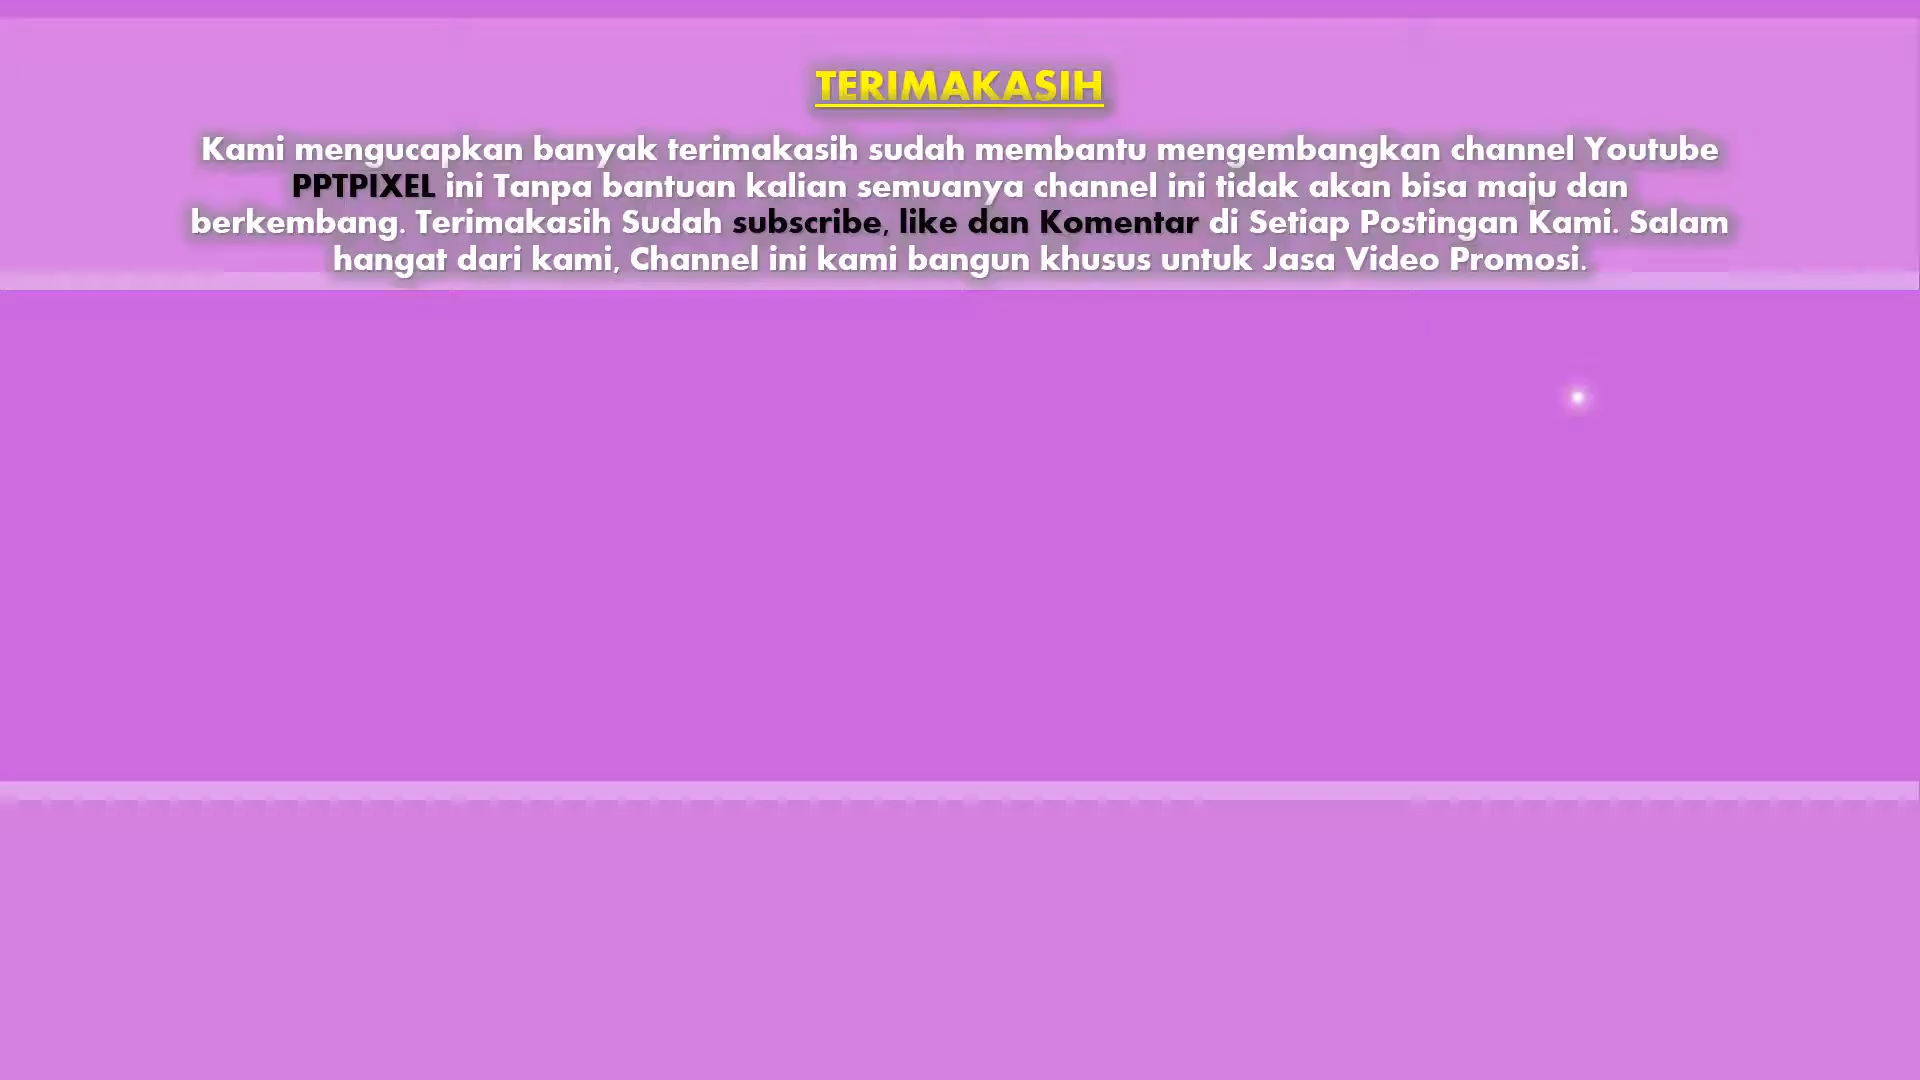 TERIMAKASIH
Kami mengucapkan banyak terimakasih sudah membantu mengembangkan channel Youtube
PPTPIXEL ini Tanpa bantuan kalian semuanya channel ini tidak akan bisa maju dan
berkembang. Terimakasih Sudah subscribe, like dan Komentar di Setiap Postingan Kami. Salam
hangat dari kami, Channel ini kami bangun khusus untuk Jasa Video Promosi.